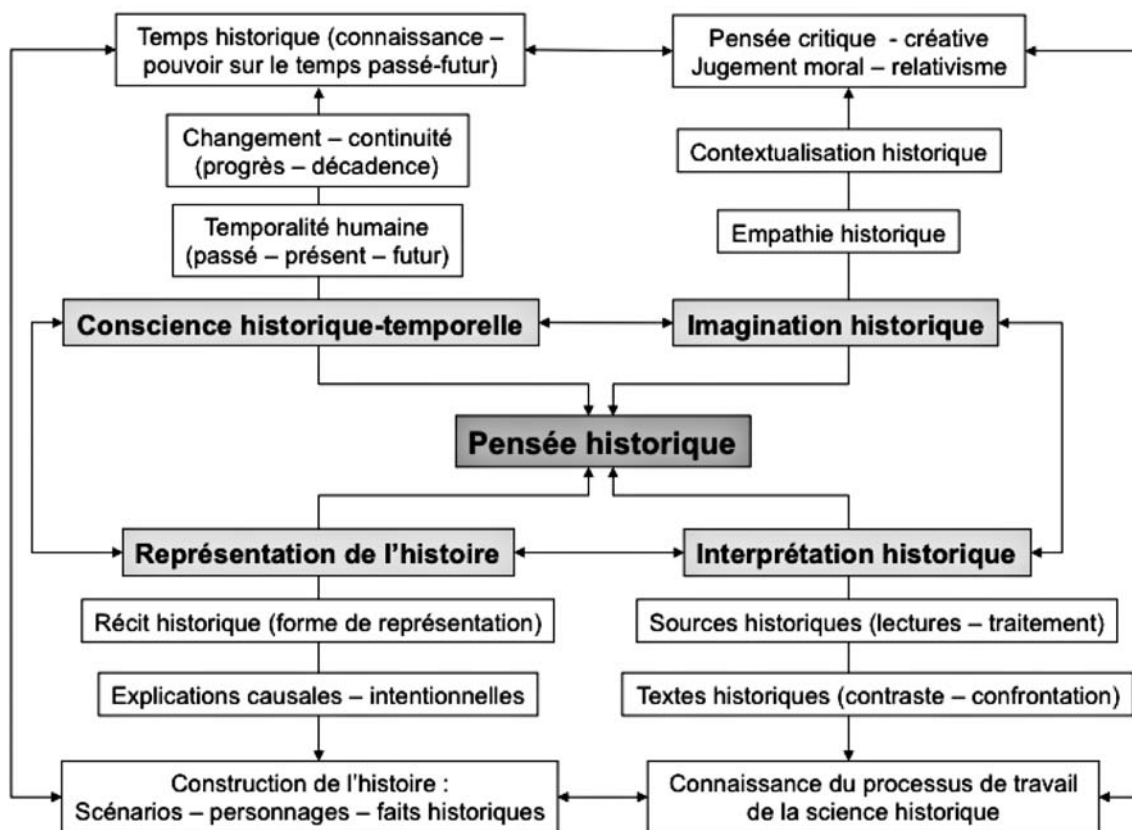 Temps historique (connaissance –
pouvoir sur le temps passé-futur)
Pensée critique - créative
Jugement moral – relativisme
Changement – continuité
(progrès – décadence)
Contextualisation historique
Temporalité humaine
(passé – présent – futur)
Empathie historique
Conscience historique-temporelle
Imagination historique
Pensée historique
Représentation de l'histoire
Interprétation historique
Récit historique (forme de représentation)
Sources historiques (lectures – traitement)
Explications causales – intentionnelles
Textes historiques (contraste – confrontation)
Construction de l'histoire :
Scénarios – personnages – faits historiques
Connaissance du processus de travail
de la science historique